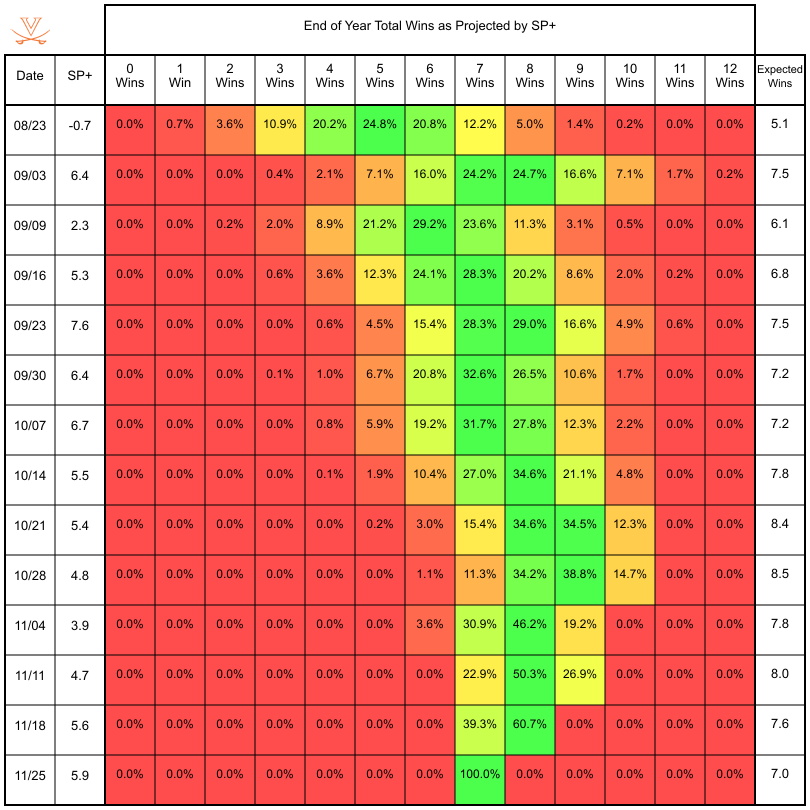 End of Year Total Wins as Projected by SP+
Date SP+ 0 Wins 1 Win 2 Wins 3 Wins 4 Wins 5 Wins 6 Wins 7 Wins 8 Wins 9 Wins 10 Wins 11 Wins 12 Wins Expected Wins
08/23 -0.7 0.0% 0.7% 3.6% 10.9% 20.2% 24.8% 20.8% 12.2% 5.0% 1.4% 0.2% 0.0% 0.0% 5.1
09/03 6.4 0.0% 0.0% 0.0% 0.4% 2.1% 7.1% 16.0% 24.2% 24.7% 16.6% 7.1% 1.7% 0.2% 7.5
09/09 2.3 0.0% 0.0% 0.2% 2.0% 8.9% 21.2% 29.2% 23.6% 11.3% 3.1% 0.5% 0.0% 0.0% 6.1
09/16 5.3 0.0% 0.0% 0.0% 0.6% 3.6% 12.3% 24.1% 28.3% 20.2% 8.6% 2.0% 0.2% 0.0% 6.8
09/23 7.6 0.0% 0.0% 0.0% 0.0% 0.6% 4.5% 15.4% 28.3% 29.0% 16.6% 4.9% 0.6% 0.0% 7.5
09/30 6.4 0.0% 0.0% 0.0% 0.1% 1.0% 6.7% 20.8% 32.6% 26.5% 10.6% 1.7% 0.0% 0.0% 7.2
10/07 6.7 0.0% 0.0% 0.0% 0.0% 0.8% 5.9% 19.2% 31.7% 27.8% 12.3% 2.2% 0.0% 0.0% 7.2
10/14 5.5 0.0% 0.0% 0.0% 0.0% 0.1% 1.9% 10.4% 27.0% 34.6% 21.1% 4.8% 0.0% 0.0% 7.8
10/21 5.4 0.0% 0.0% 0.0% 0.0% 0.0% 0.2% 3.0% 15.4% 34.6% 34.5% 12.3% 0.0% 0.0% 8.4
10/28 4.8 0.0% 0.0% 0.0% 0.0% 0.0% 0.0% 1.1% 11.3% 34.2% 38.8% 14.7% 0.0% 0.0% 8.5
11/04 3.9 0.0% 0.0% 0.0% 0.0% 0.0% 0.0% 3.6% 30.9% 46.2% 19.2% 0.0% 0.0% 0.0% 7.8
11/11 4.7 0.0% 0.0% 0.0% 0.0% 0.0% 0.0% 0.0% 22.9% 50.3% 26.9% 0.0% 0.0% 0.0% 8.0
11/18 5.6 0.0% 0.0% 0.0% 0.0% 0.0% 0.0% 0.0% 39.3% 60.7% 0.0% 0.0% 0.0% 0.0% 7.6
11/25 5.9 0.0% 0.0% 0.0% 0.0% 0.0% 0.0% 0.0% 100.0% 0.0% 0.0% 0.0% 0.0% 0.0% 7.0